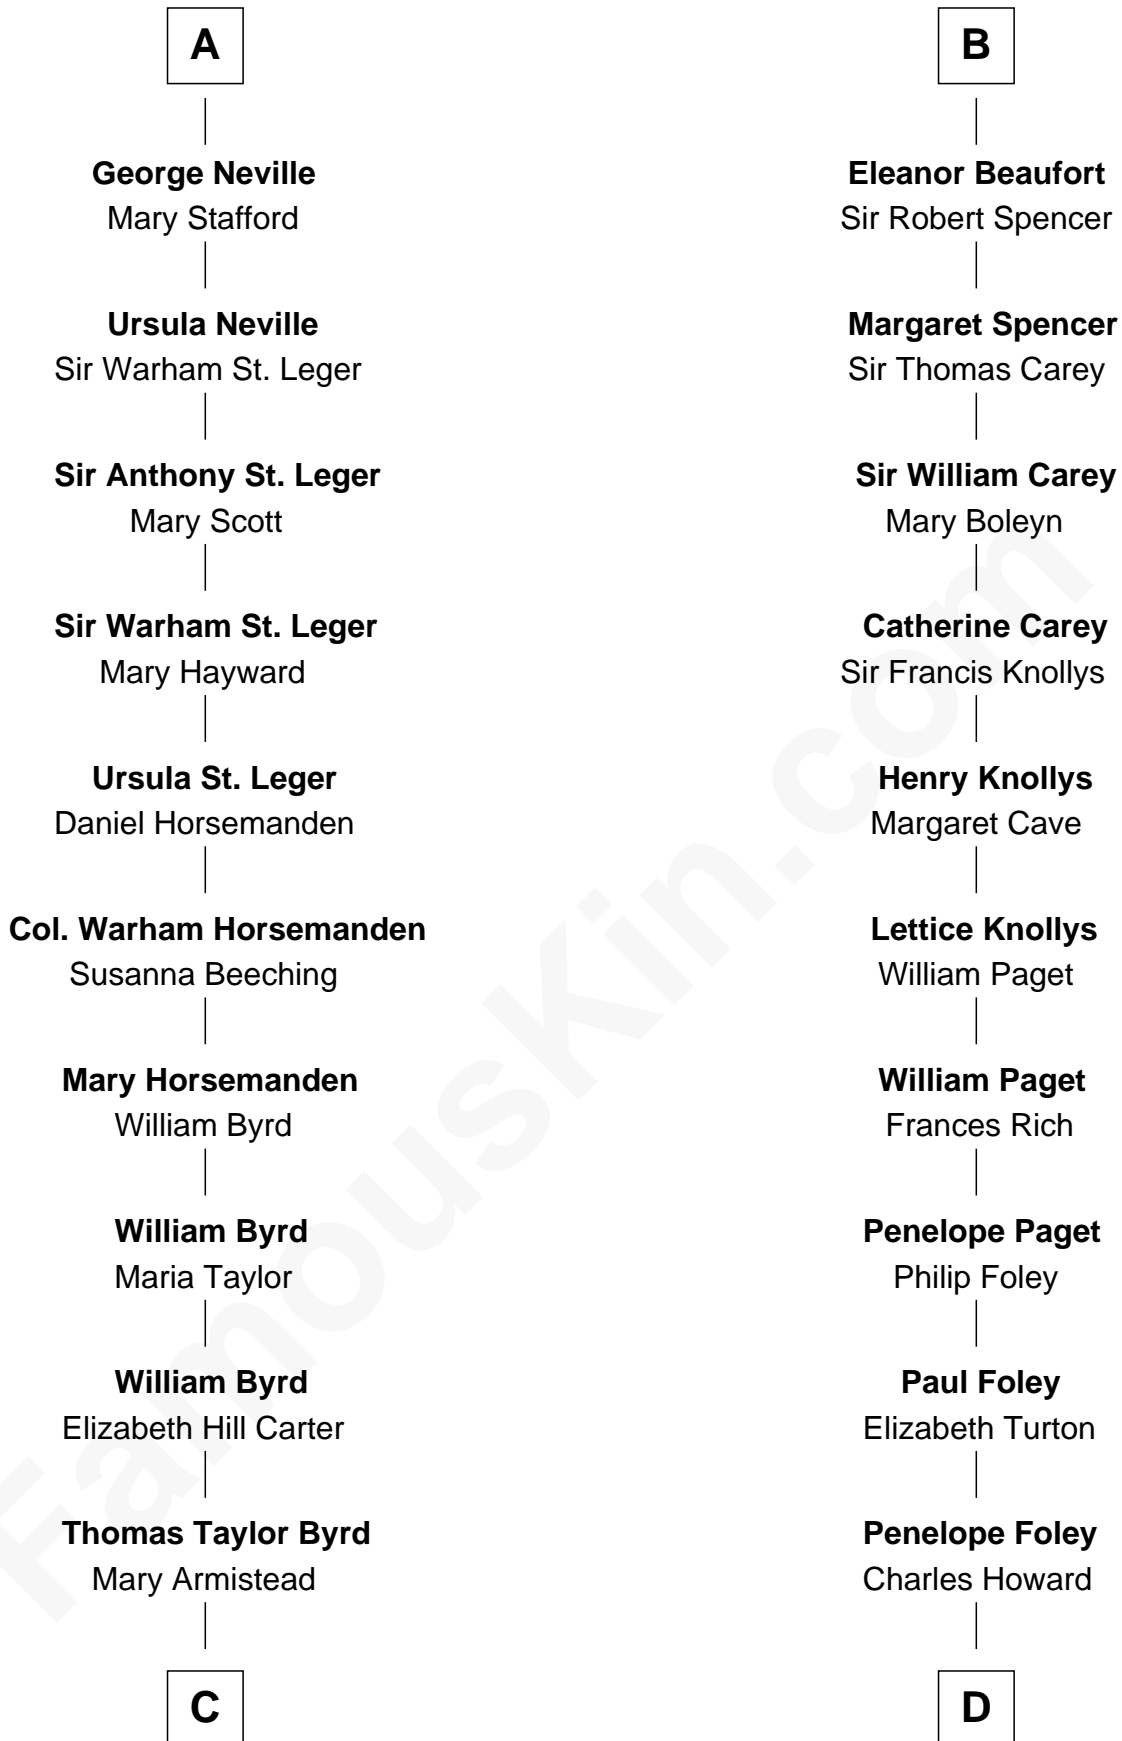 A
George Neville
Mary Stafford
Ursula Neville
Sir Warham St. Leger
Sir Anthony St. Leger
Mary Scott
Sir Warham St. Leger
Mary Hayward
Ursula St. Leger
Daniel Horsemanden
Col. Warham Horsemanden
Susanna Beeching
Mary Horsemanden
William Byrd
William Byrd
Maria Taylor
William Byrd
Elizabeth Hill Carter
Thomas Taylor Byrd
Mary Armistead
C
B
Eleanor Beaufort
Sir Robert Spencer
Margaret Spencer
Sir Thomas Carey
Sir William Carey
Mary Boleyn
Catherine Carey
Sir Francis Knollys
Henry Knollys
Margaret Cave
Lettice Knollys
William Paget
William Paget
Frances Rich
Penelope Paget
Philip Foley
Paul Foley
Elizabeth Turton
Penelope Foley
Charles Howard
D
FamousKin.com